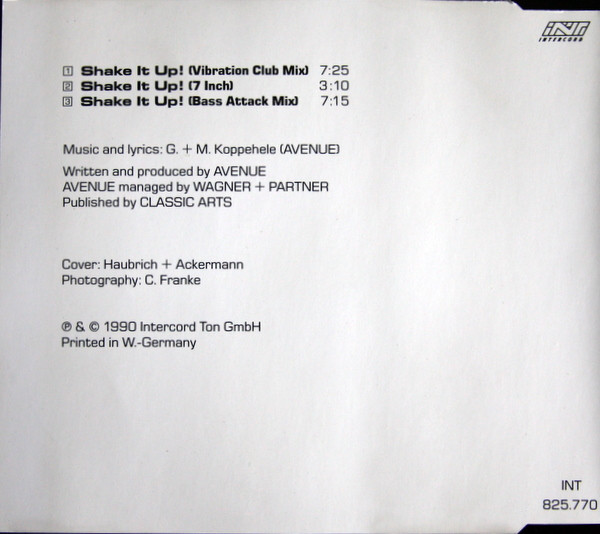 INT
INTERCORD
1 Shake It Up! (Vibration Club Mix) 7:25
2 Shake It Up! (7 Inch) 3:10
3 Shake It Up! (Bass Attack Mix) 7:15
Music and lyrics: G. + M. Koppehele (AVENUE)
Written and produced by AVENUE
AVENUE managed by WAGNER + PARTNER
Published by CLASSIC ARTS
Cover: Haubrich + Ackermann
Photography: C. Franke
℗ & © 1990 Intercord Ton GmbH
Printed in W.-Germany
INT
825.770